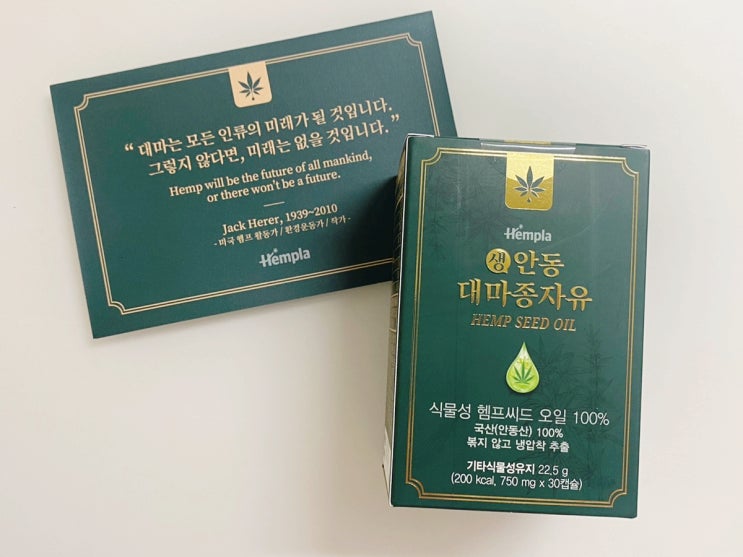 “ 대마는 모든 인류의 미래가 될 것입니다.
그렇지 않다면, 미래는 없을 것입니다. ”
Hemp will be the future of all mankind,
or there won't be a future.
Jack Herer, 1939~2010
- 미국 헴프 활동가 / 환경운동가 / 작가 -
Hempla
Hempla
생 안동
대마종자유
HEMP SEED OIL
식물성 헴프씨드 오일 100%
국산(안동산) 100%
볶지 않고 냉압착 추출
기타식물성유지 22.5 g
(200 kcal, 750 mg x 30캡슐)